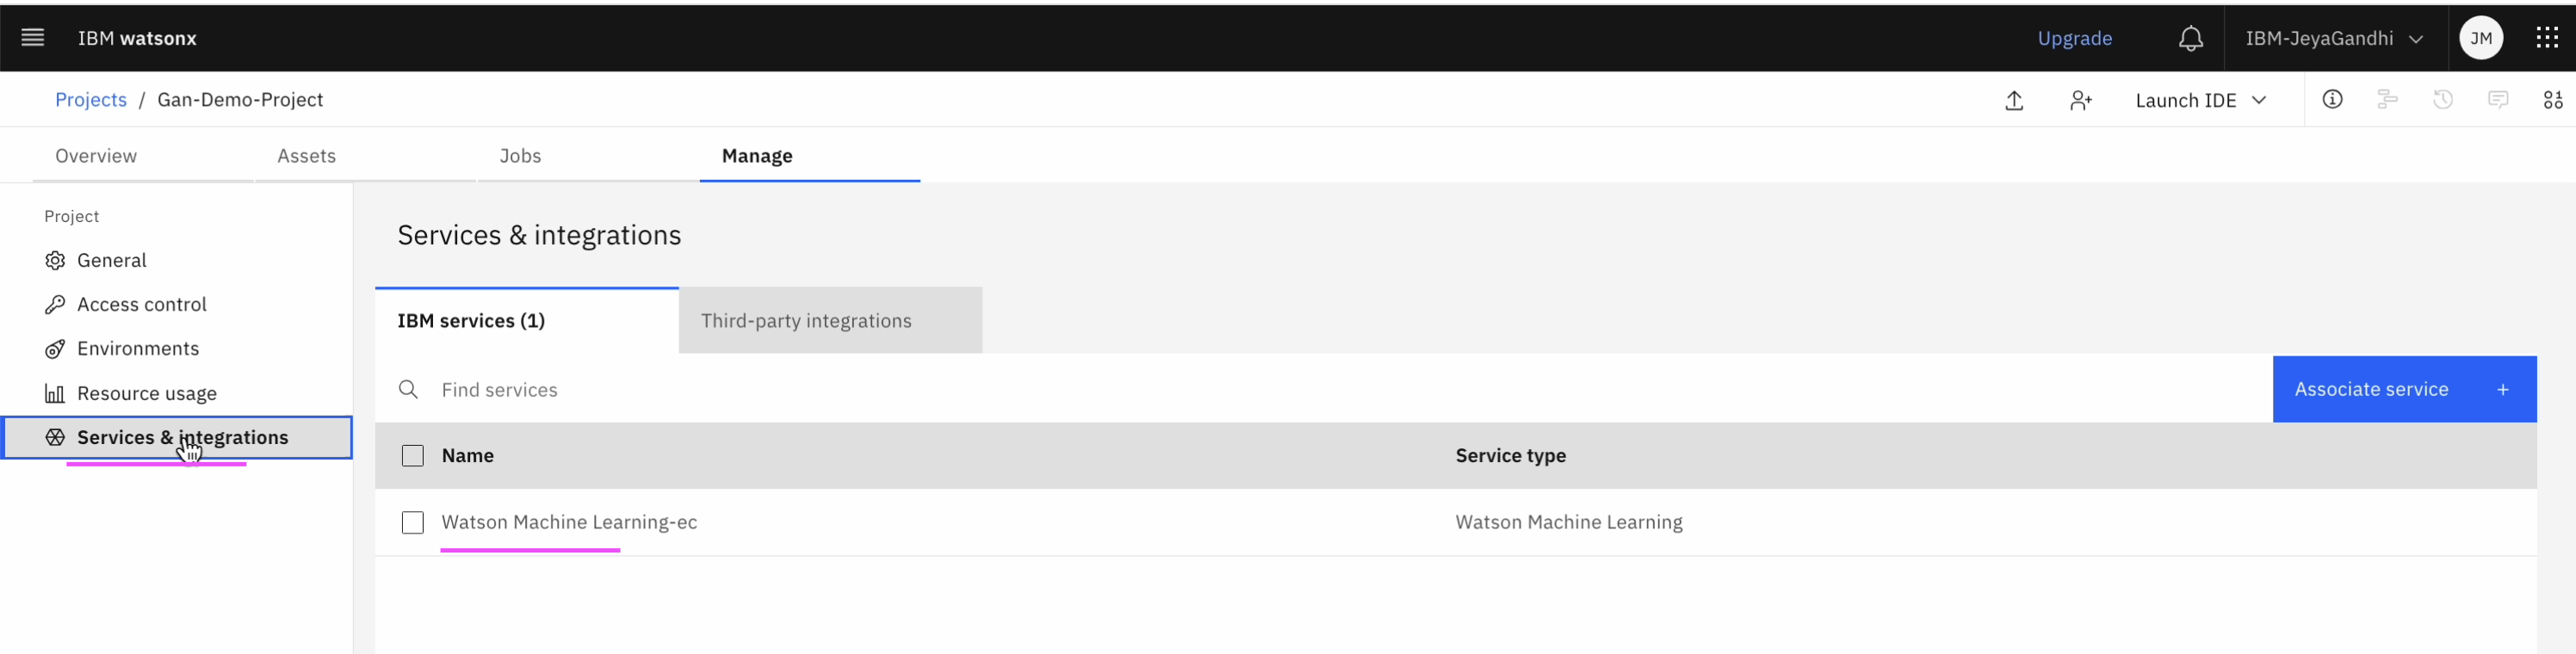 IBM watsonx Upgrade IBM-JeyaGandhi JM
Projects / Gan-Demo-Project Launch IDE
Overview Assets Jobs Manage
Project
General
Access control
Environments
Resource usage
Services & integrations
Services & integrations
IBM services (1) Third-party integrations
Find services Associate service +
Name Service type
Watson Machine Learning-ec Watson Machine Learning